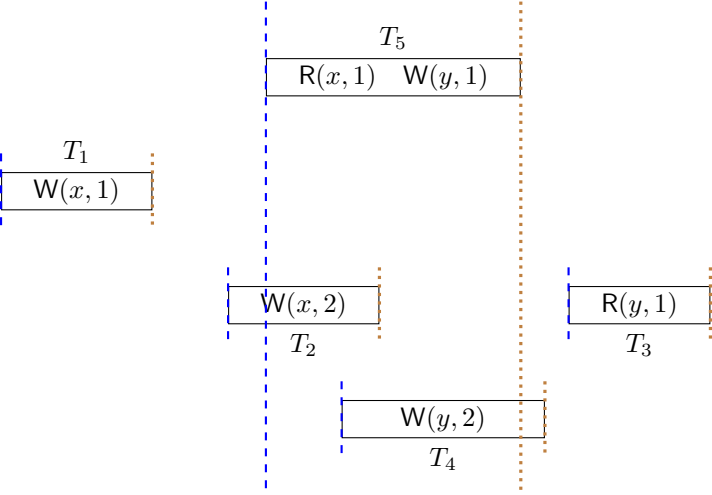 T₅
R(x, 1) W(y, 1)
T₁
W(x, 1)
W(x, 2)
T₂
R(y, 1)
T₃
W(y, 2)
T₄